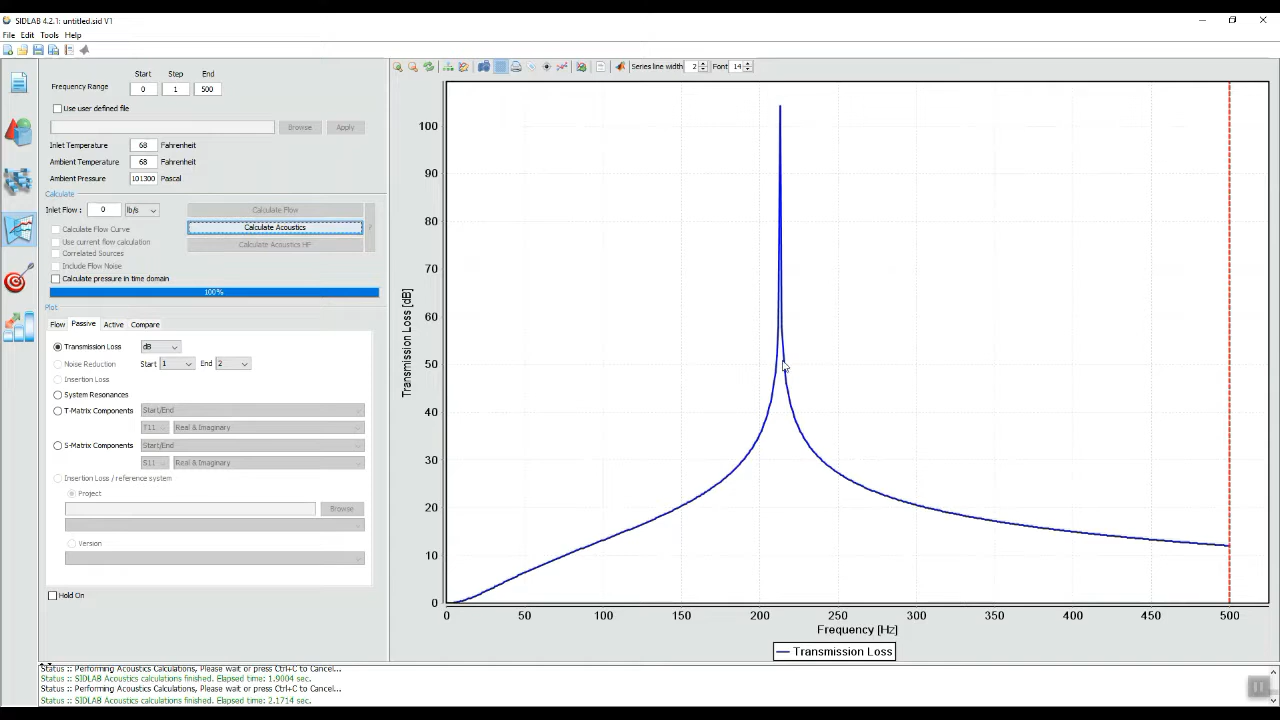 SIDLAB 4.2.1: untitled.sid V1
File Edit Tools Help
Series line width 2 Font 14
Start Step End
Frequency Range 0 1 500
Use user defined file
Browse Apply
Inlet Temperature 68 Fahrenheit
Ambient Temperature 68 Fahrenheit
Ambient Pressure 101300 Pascal
Calculate
Inlet Flow : 0 lb/s
Calculate Flow
Calculate Acoustics
Calculate Acoustics HF
Calculate Flow Curve
Use current flow calculation
Correlated Sources
Include Flow Noise
Calculate pressure in time domain
100%
Plot
Flow Passive Active Compare
Transmission Loss dB
Noise Reduction Start 1 End 2
Insertion Loss
System Resonances
T-Matrix Components Start/End
T11 Real & Imaginary
S-Matrix Components Start/End
S11 Real & Imaginary
Insertion Loss / reference system
Project
Browse
Version
Hold On
Transmission Loss [dB]
100
90
80
70
60
50
40
30
20
10
0
0 50 100 150 200 250 300 350 400 450 500
Frequency [Hz]
Transmission Loss
Status :: Performing Acoustics Calculations, Please wait or press Ctrl+C to Cancel...
Status :: SIDLAB Acoustics calculations finished. Elapsed time: 1.9004 sec.
Status :: Performing Acoustics Calculations, Please wait or press Ctrl+C to Cancel...
Status :: SIDLAB Acoustics calculations finished. Elapsed time: 2.1714 sec.